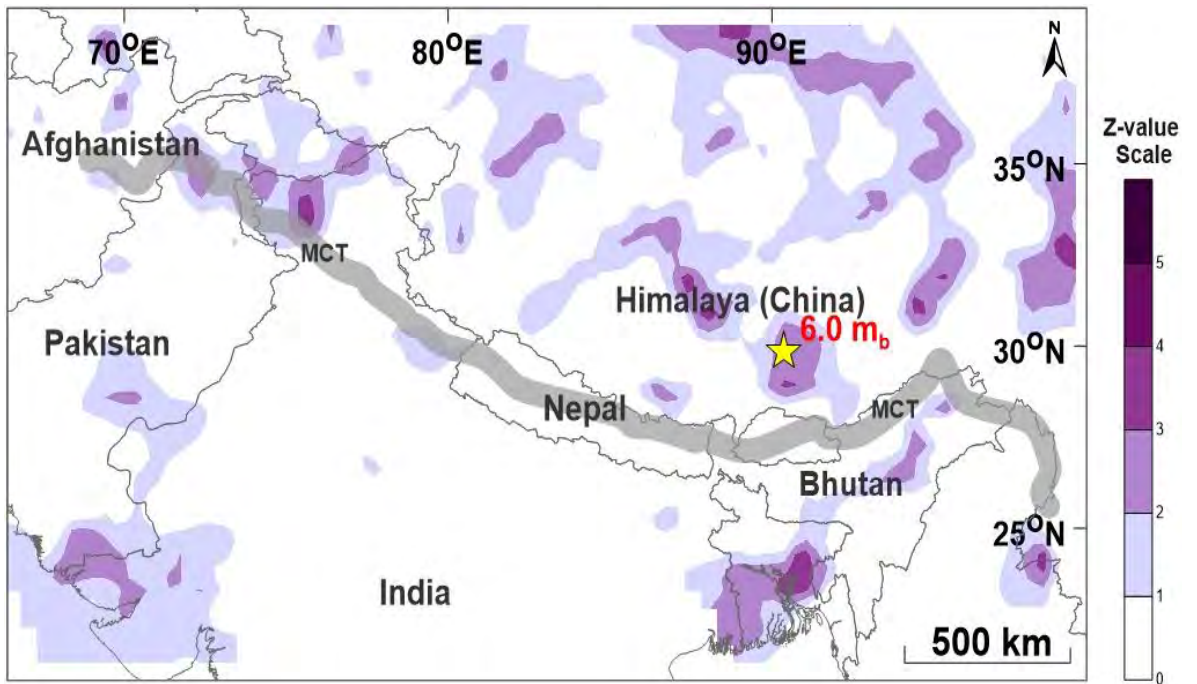 70°E
80°E
90°E
N
Afghanistan
35°N
Z-value
Scale
MCT
5
Himalaya (China)
6.0 m_b
Pakistan
30°N
4
Nepal
MCT
3
Bhutan
2
25°N
India
1
500 km
0